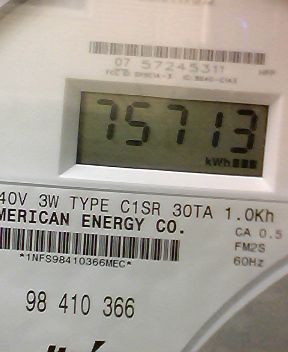 07 57245311
75713
kWh
40V 3W TYPE C1SR 30TA 1.0Kh
MERICAN ENERGY CO.
CA 0.5
FM2S
*1NFS98410366MEC*
60Hz
98 410 366